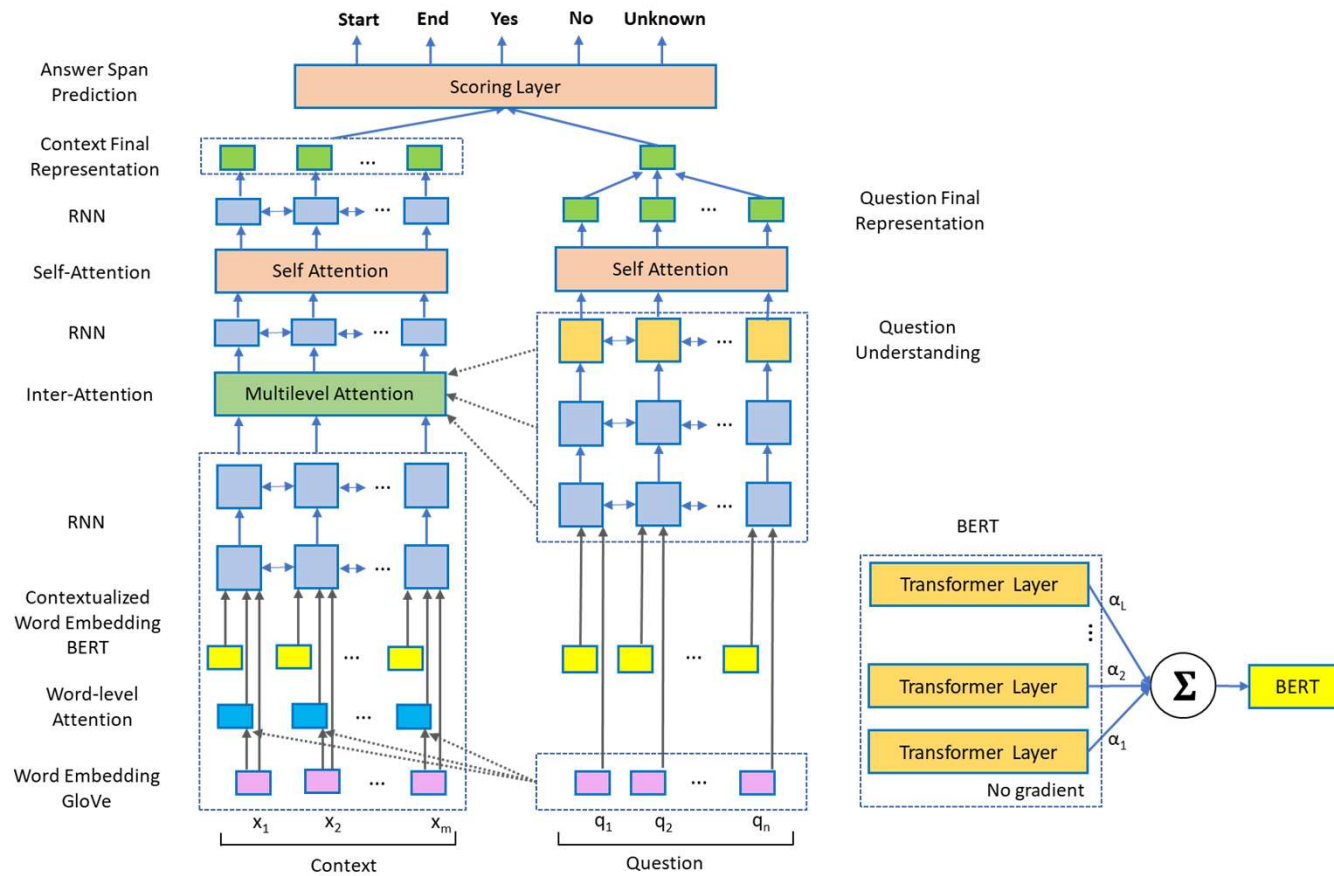 Start End Yes No Unknown
Answer Span
Prediction
Scoring Layer
Context Final
Representation
...
RNN
...
...
Question Final
Representation
Self-Attention
Self Attention
Self Attention
RNN
...
...
Question
Understanding
Inter-Attention
Multilevel Attention
...
...
...
RNN
...
BERT
Contextualized
Word Embedding
BERT
...
...
Transformer Layer
α_L
...
Transformer Layer
α_2
Σ
BERT
Transformer Layer
α_1
No gradient
Word-level
Attention
...
Word Embedding
GloVe
...
...
x_1 x_2 x_m
q_1 q_2 q_n
Context
Question